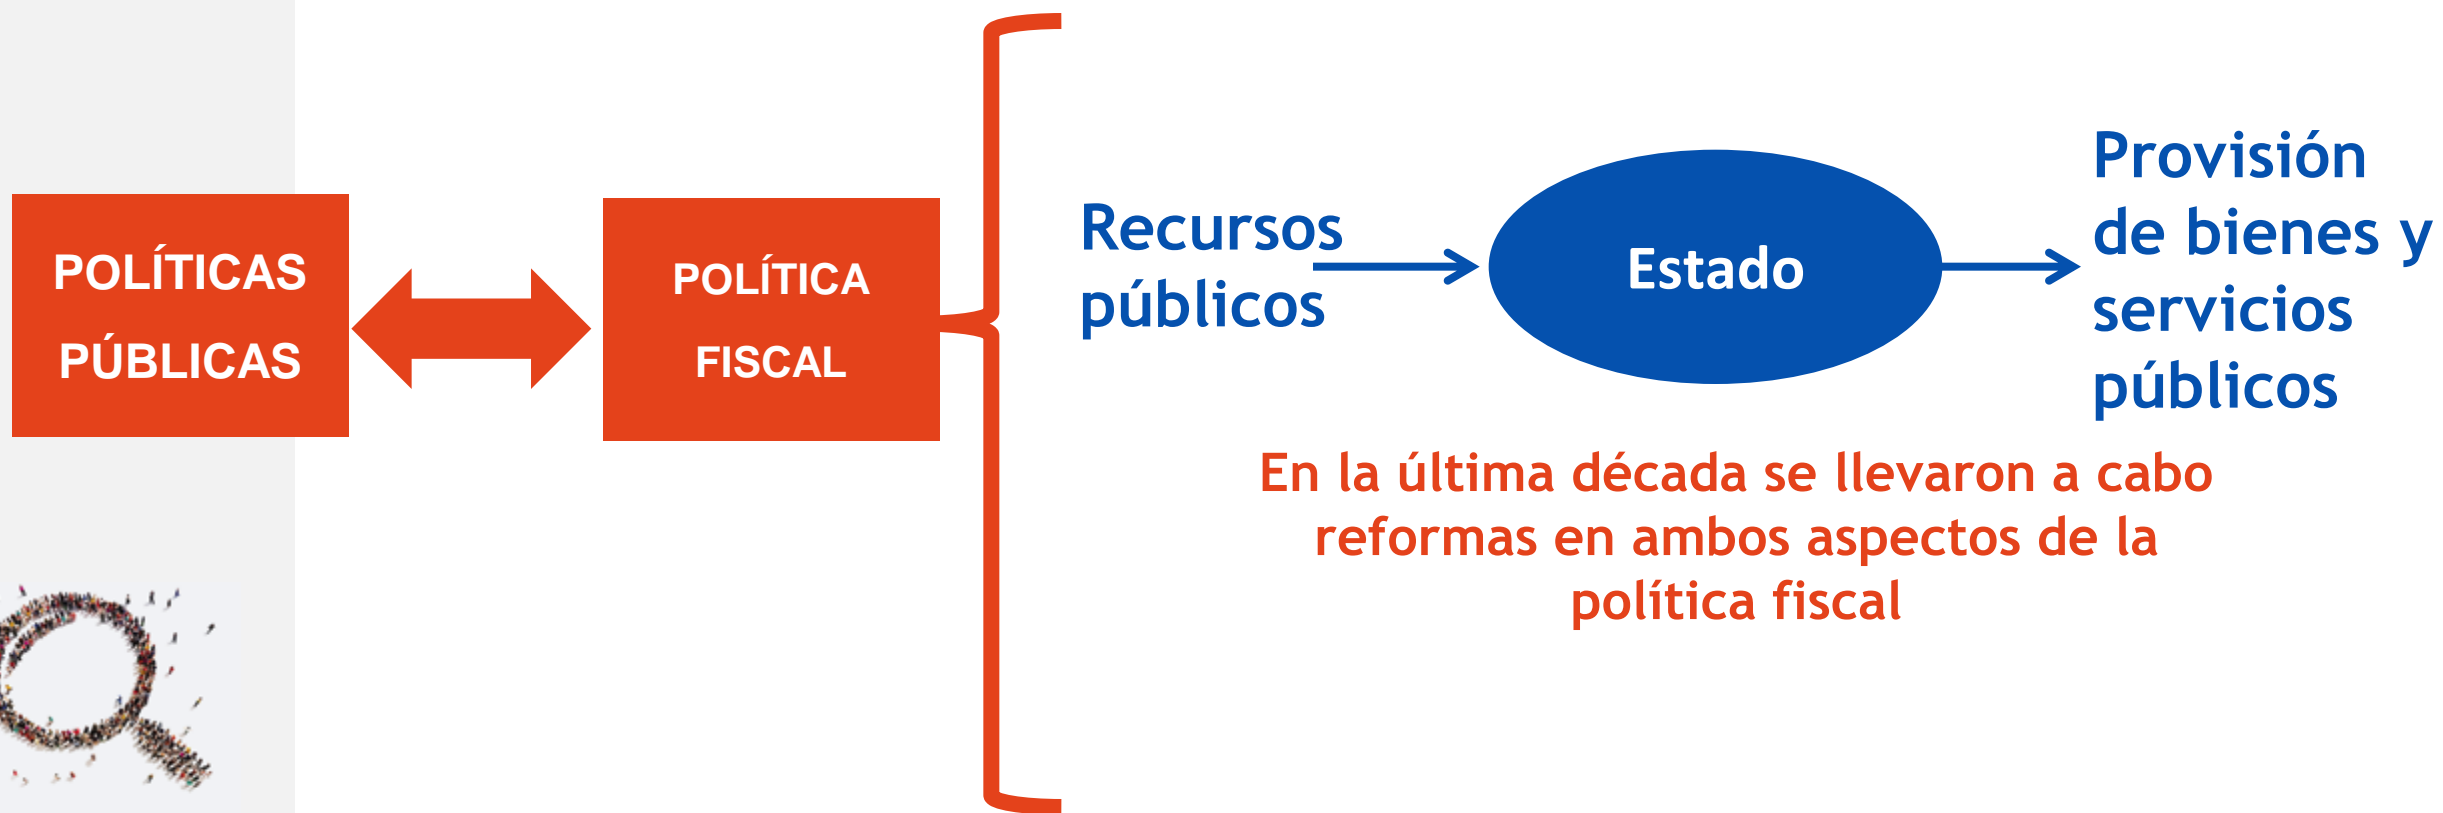 POLÍTICAS
PÚBLICAS
POLÍTICA
FISCAL
Recursos
públicos
Estado
Provisión
de bienes y
servicios
públicos
En la última década se llevaron a cabo
reformas en ambos aspectos de la
política fiscal